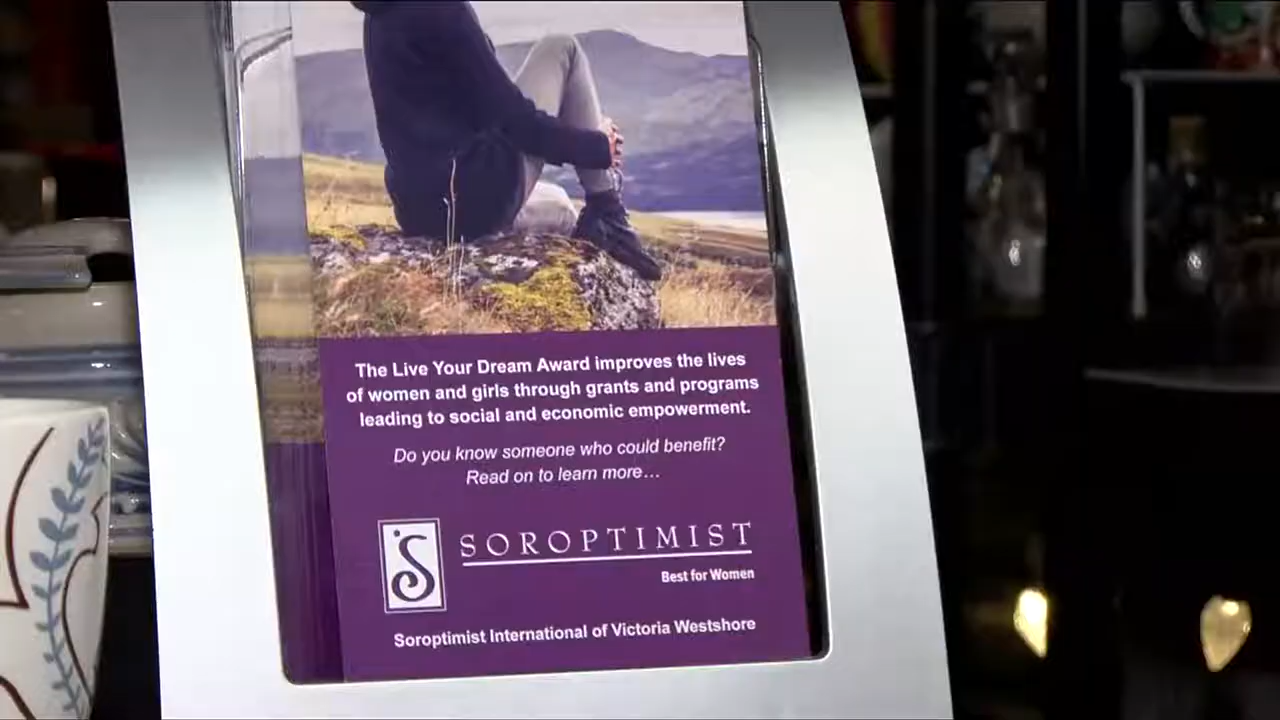 The Live Your Dream Award improves the lives
of women and girls through grants and programs
leading to social and economic empowerment.
Do you know someone who could benefit?
Read on to learn more…
S SOROPTIMIST
Best for Women
Soroptimist International of Victoria Westshore